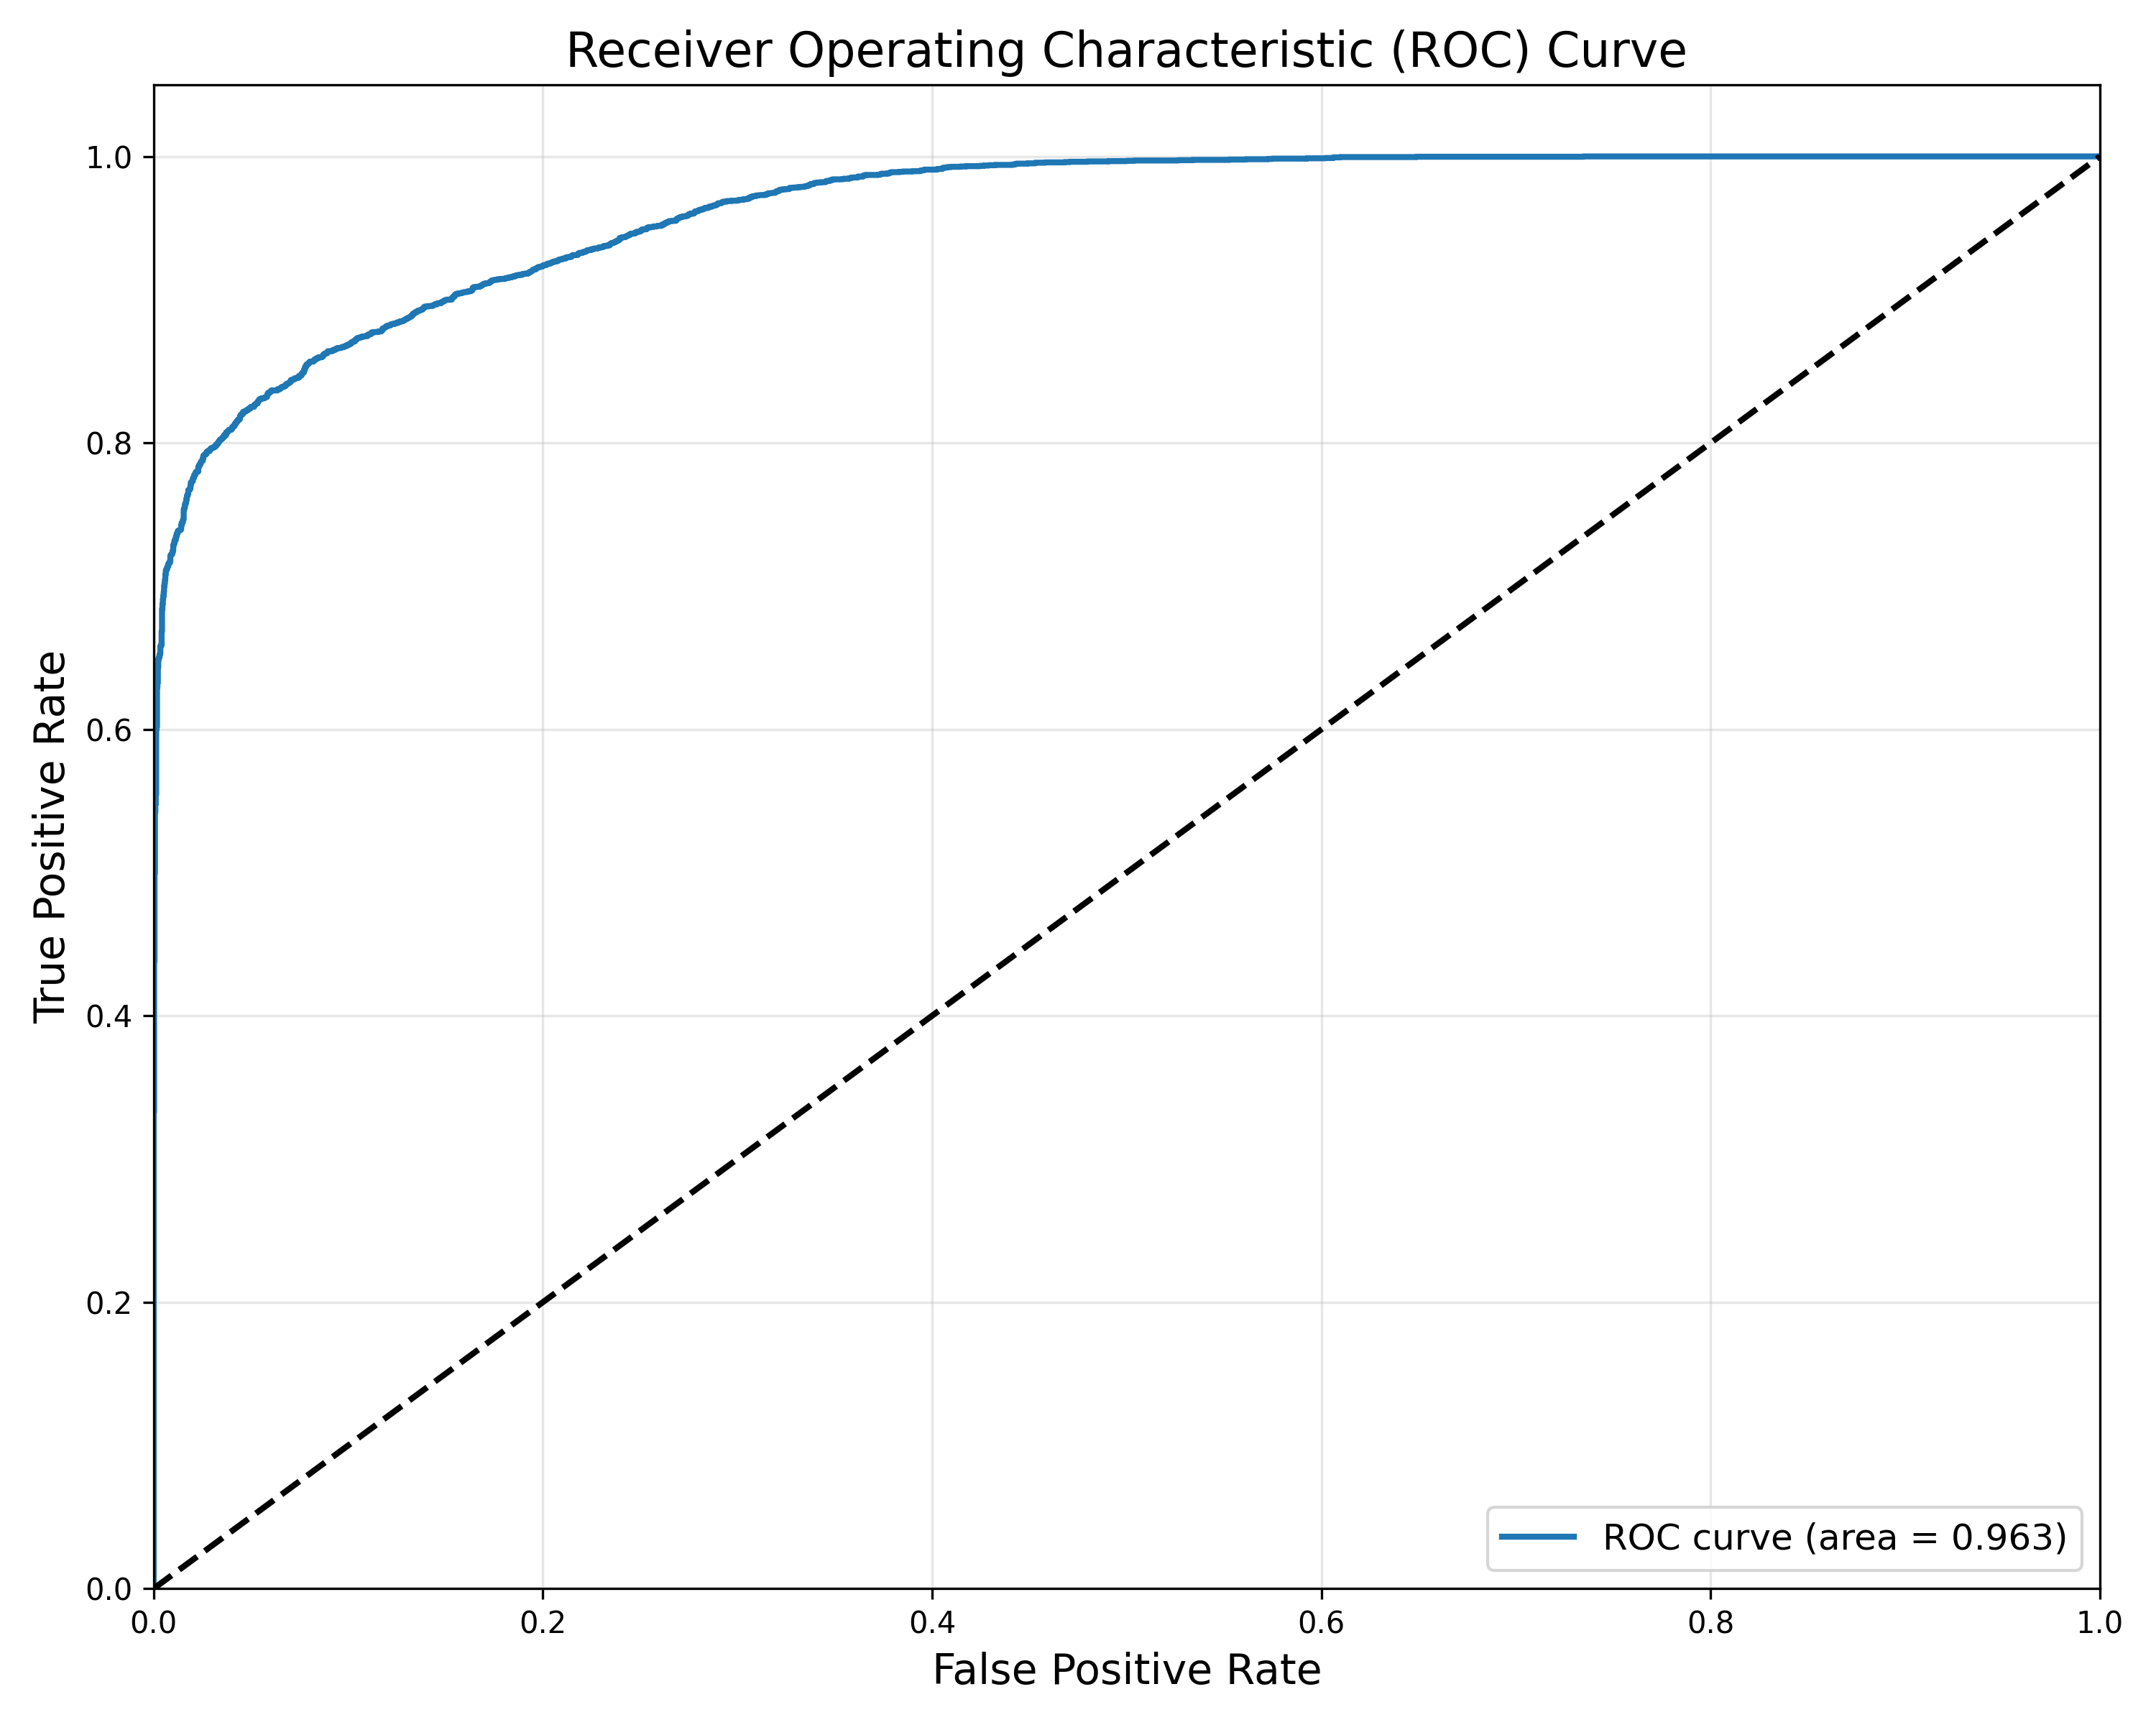 Receiver Operating Characteristic (ROC) Curve
True Positive Rate
1.0
0.8
0.6
0.4
0.2
0.0
0.0 0.2 0.4 0.6 0.8 1.0
False Positive Rate
ROC curve (area = 0.963)